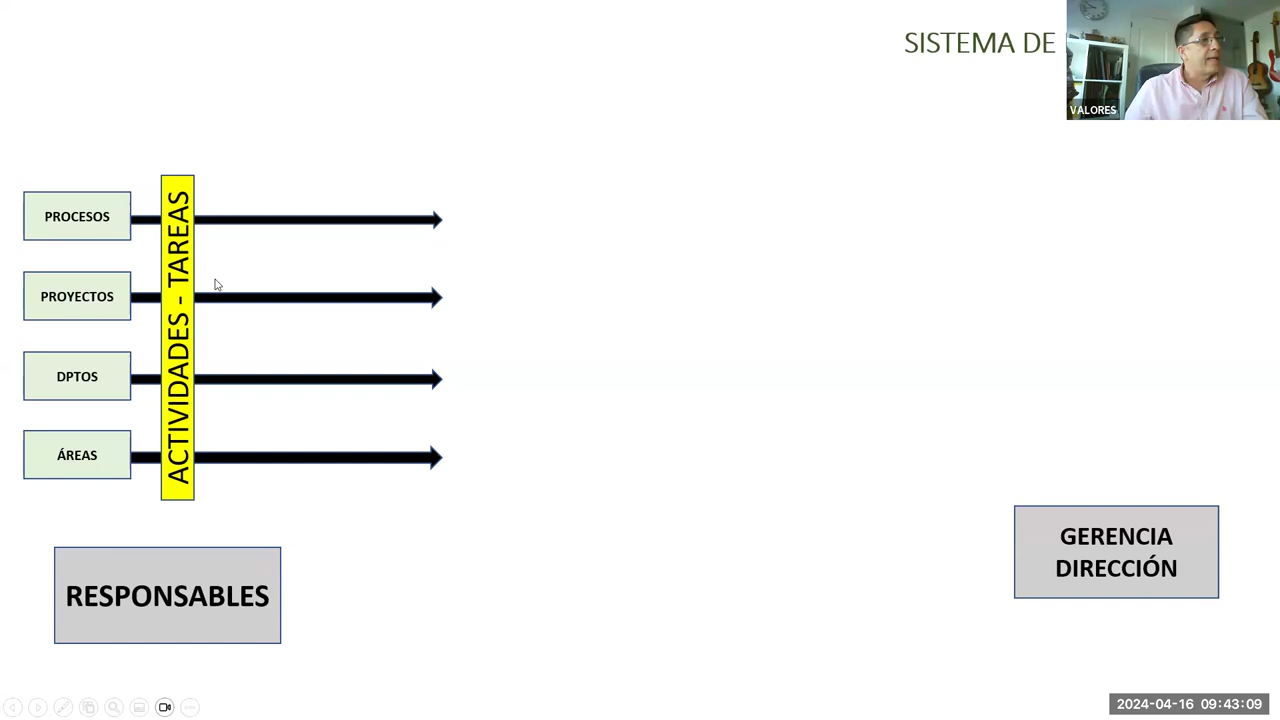 SISTEMA DE
VALORES
PROCESOS
PROYECTOS
DPTOS
ÁREAS
ACTIVIDADES - TAREAS
RESPONSABLES
GERENCIA
DIRECCIÓN
2024-04-16 09:43:09